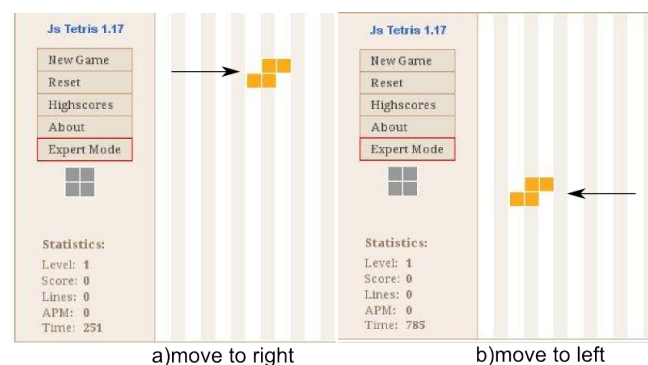 Js Tetris 1.17
New Game
Reset
Highscores
About
Expert Mode
Statistics:
Level: 1
Score: 0
Lines: 0
APM: 0
Time: 251
a)move to right
Js Tetris 1.17
New Game
Reset
Highscores
About
Expert Mode
Statistics:
Level: 1
Score: 0
Lines: 0
APM: 0
Time: 785
b)move to left